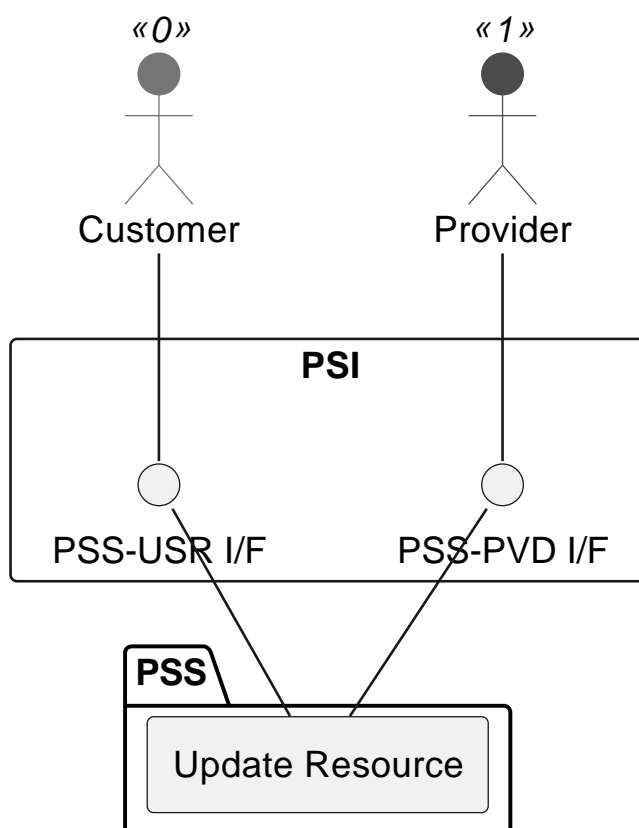 «0» «1»
Customer Provider
PSI
PSS-USR I/F PSS-PVD I/F
PSS
Update Resource